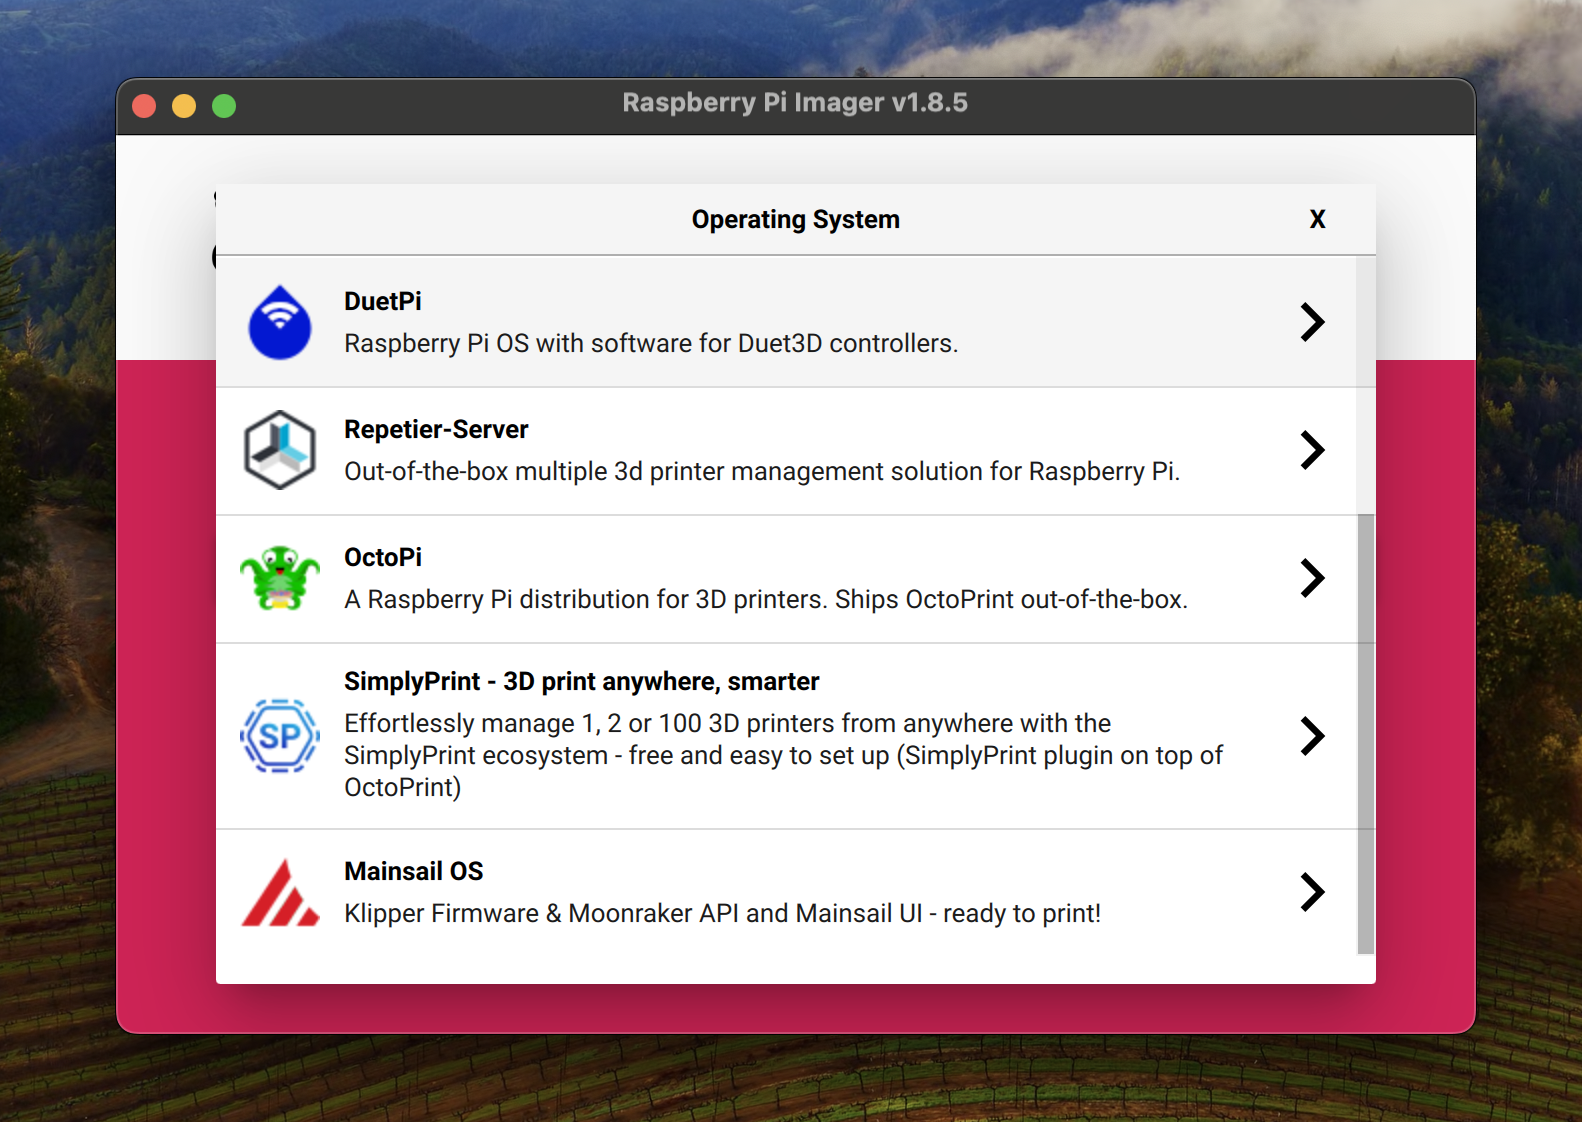 Raspberry Pi Imager v1.8.5
Operating System
X
DuetPi
Raspberry Pi OS with software for Duet3D controllers.
Repetier-Server
Out-of-the-box multiple 3d printer management solution for Raspberry Pi.
OctoPi
A Raspberry Pi distribution for 3D printers. Ships OctoPrint out-of-the-box.
SimplyPrint - 3D print anywhere, smarter
SP
Effortlessly manage 1, 2 or 100 3D printers from anywhere with the
SimplyPrint ecosystem - free and easy to set up (SimplyPrint plugin on top of
OctoPrint)
Mainsail OS
Klipper Firmware & Moonraker API and Mainsail UI - ready to print!